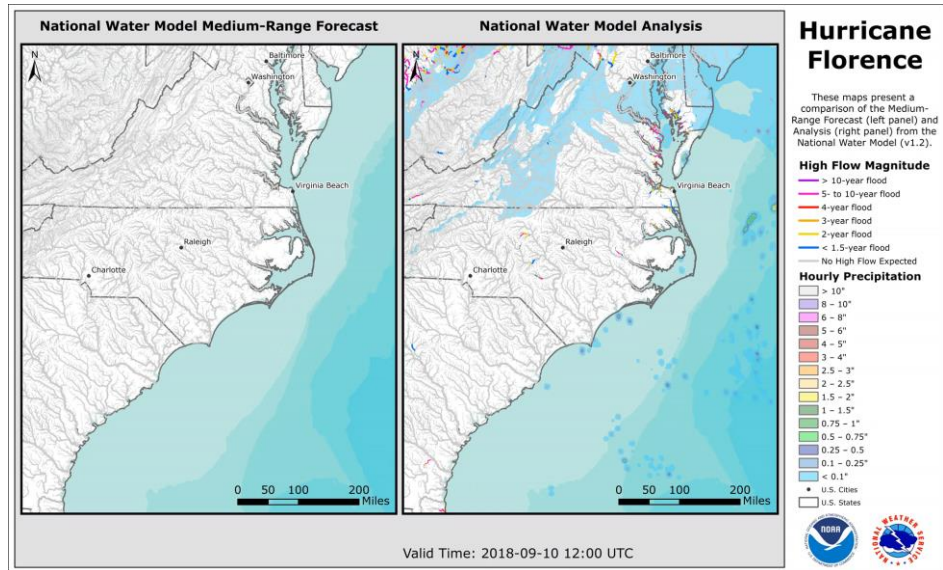 National Water Model Medium-Range Forecast
N
Baltimore
Washington
Virginia Beach
Raleigh
Charlotte
0 50 100 200
Miles
National Water Model Analysis
N
Baltimore
Washington
Virginia Beach
Raleigh
Charlotte
0 50 100 200
Miles
Valid Time: 2018-09-10 12:00 UTC
Hurricane
Florence
These maps present a
comparison of the Medium-
Range Forecast (left panel) and
Analysis (right panel) from the
National Water Model (v1.2).
High Flow Magnitude
> 10-year flood
5- to 10-year flood
4-year flood
3-year flood
2-year flood
< 1.5-year flood
No High Flow Expected
Hourly Precipitation
> 10"
8 – 10"
6 – 8"
5 – 6"
4 – 5"
3 – 4"
2.5 – 3"
2 – 2.5"
1.5 – 2"
1 – 1.5"
0.75 – 1"
0.5 – 0.75"
0.25 – 0.5
0.1 – 0.25"
< 0.1"
U.S. Cities
U.S. States
NOAA
NATIONAL WEATHER SERVICE